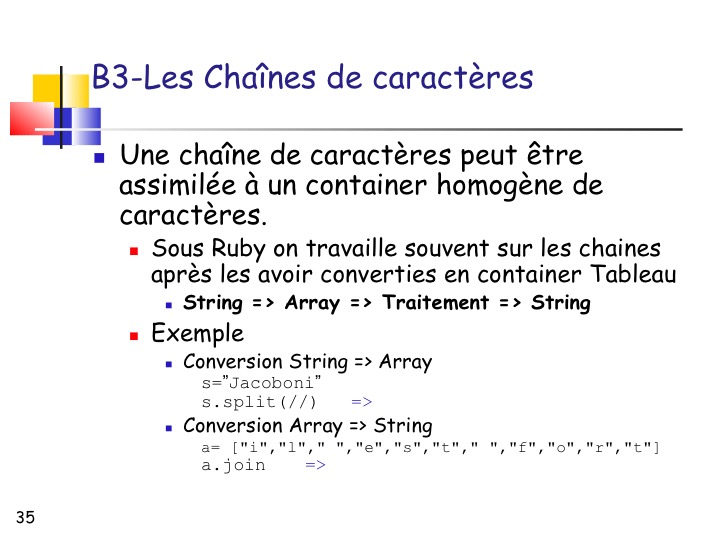 B3-Les Chaînes de caractères
Une chaîne de caractères peut être
assimilée à un container homogène de
caractères.
Sous Ruby on travaille souvent sur les chaines
après les avoir converties en container Tableau
String => Array => Traitement => String
Exemple
Conversion String => Array
s=”Jacoboni”
s.split(//) =>
Conversion Array => String
a= ["i","l"," ","e","s","t"," ","f","o","r","t"]
a.join =>
35